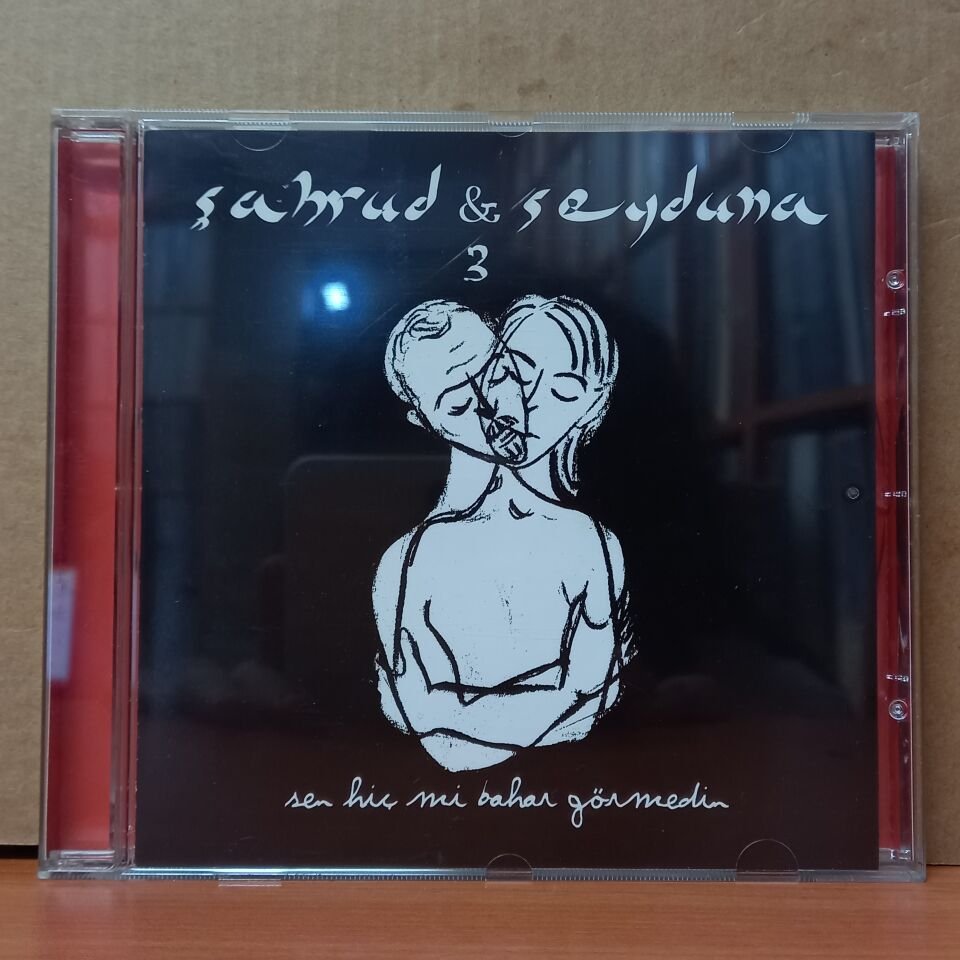 şahrud & seyduna
3
sen hiç mi bahar görmedin